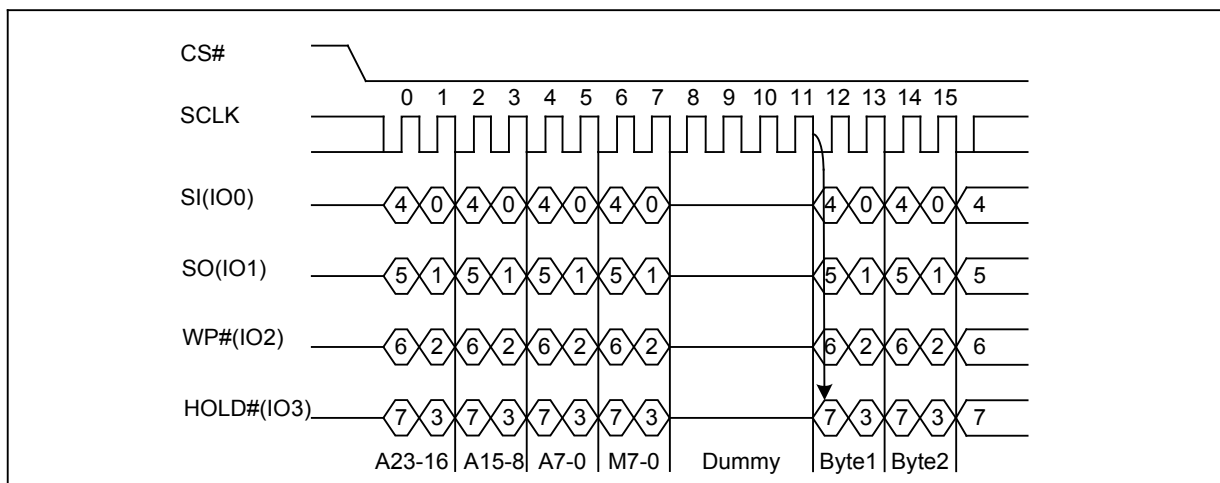 CS#
0 1 2 3 4 5 6 7 8 9 10 11 12 13 14 15
SCLK
SI(IO0) 4 0 4 0 4 0 4 0 4 0 4 0 4
SO(IO1) 5 1 5 1 5 1 5 1 5 1 5 1 5
WP#(IO2) 6 2 6 2 6 2 6 2 6 2 6 2 6
HOLD#(IO3) 7 3 7 3 7 3 7 3 7 3 7 3 7
A23-16 A15-8 A7-0 M7-0 Dummy Byte1 Byte2